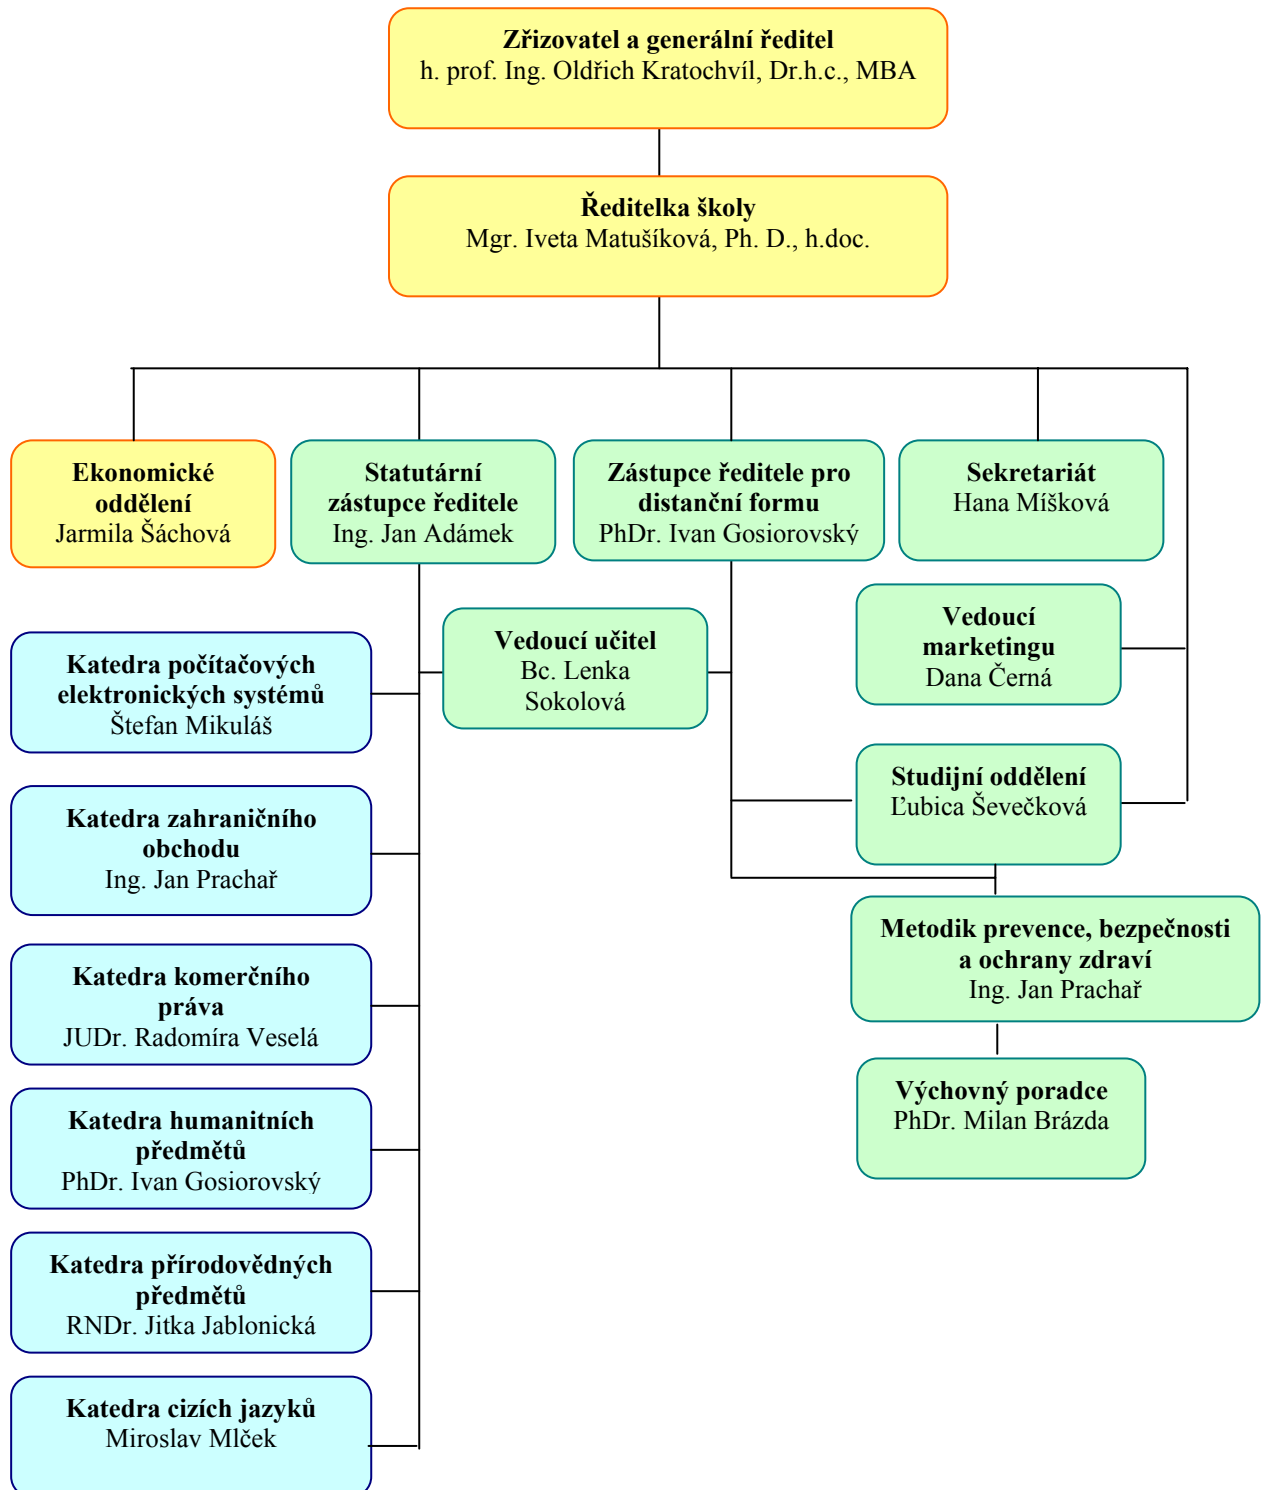 Zřizovatel a generální ředitel
h. prof. Ing. Oldřich Kratochvíl, Dr.h.c., MBA
Ředitelka školy
Mgr. Iveta Matušíková, Ph. D., h.doc.
Ekonomické
oddělení
Jarmila Šáchová
Statutární
zástupce ředitele
Ing. Jan Adámek
Zástupce ředitele pro
distanční formu
PhDr. Ivan Gosiorovský
Sekretariát
Hana Míšková
Vedoucí
marketingu
Dana Černá
Vedoucí učitel
Bc. Lenka
Sokolová
Katedra počítačových
elektronických systémů
Štefan Mikuláš
Studijní oddělení
Ľubica Ševečková
Katedra zahraničního
obchodu
Ing. Jan Prachař
Metodik prevence, bezpečnosti
a ochrany zdraví
Ing. Jan Prachař
Katedra komerčního
práva
JUDr. Radomíra Veselá
Výchovný poradce
PhDr. Milan Brázda
Katedra humanitních
předmětů
PhDr. Ivan Gosiorovský
Katedra přírodovědných
předmětů
RNDr. Jitka Jablonická
Katedra cizích jazyků
Miroslav Mlček